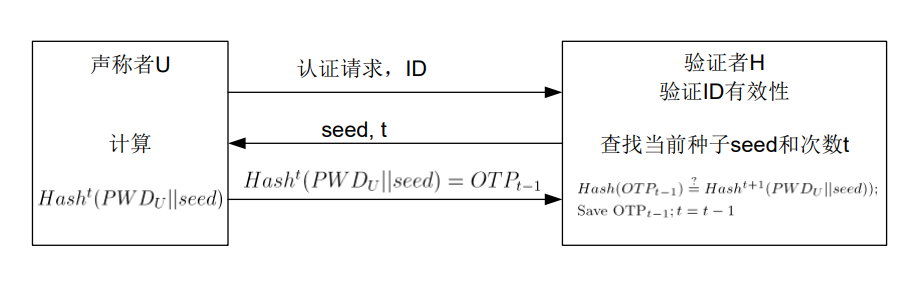 声称者U
计算
$Hash^t(PWD_U||seed)$
认证请求，ID
seed, t
$Hash^t(PWD_U||seed) = OTP_{t-1}$
验证者H
验证ID有效性
查找当前种子seed和次数t
$Hash(OTP_{t-1}) \stackrel{?}{=} Hash^{t+1}(PWD_U||seed));$
Save $OTP_{t-1}; t = t - 1$